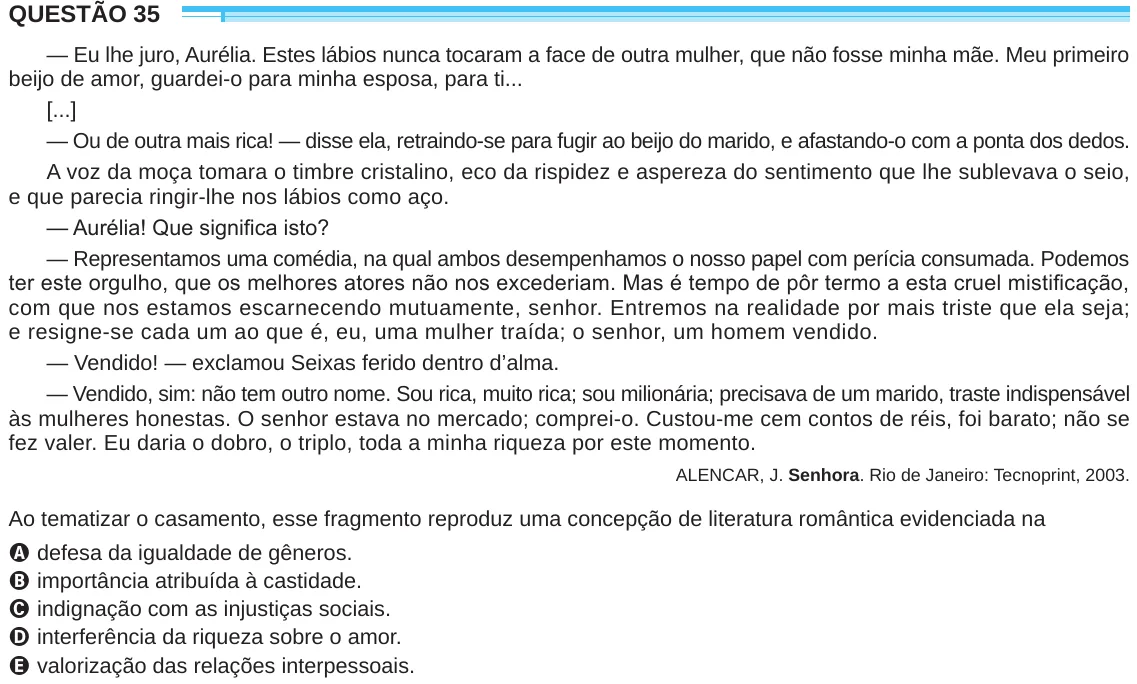 QUESTÃO 35
— Eu lhe juro, Aurélia. Estes lábios nunca tocaram a face de outra mulher, que não fosse minha mãe. Meu primeiro
beijo de amor, guardei-o para minha esposa, para ti...
[...]
— Ou de outra mais rica! — disse ela, retraindo-se para fugir ao beijo do marido, e afastando-o com a ponta dos dedos.
A voz da moça tomara o timbre cristalino, eco da rispidez e aspereza do sentimento que lhe sublevava o seio,
e que parecia ringir-lhe nos lábios como aço.
— Aurélia! Que significa isto?
— Representamos uma comédia, na qual ambos desempenhamos o nosso papel com perícia consumada. Podemos
ter este orgulho, que os melhores atores não nos excederiam. Mas é tempo de pôr termo a esta cruel mistificação,
com que nos estamos escarnecendo mutuamente, senhor. Entremos na realidade por mais triste que ela seja;
e resigne-se cada um ao que é, eu, uma mulher traída; o senhor, um homem vendido.
— Vendido! — exclamou Seixas ferido dentro d’alma.
— Vendido, sim: não tem outro nome. Sou rica, muito rica; sou milionária; precisava de um marido, traste indispensável
às mulheres honestas. O senhor estava no mercado; comprei-o. Custou-me cem contos de réis, foi barato; não se
fez valer. Eu daria o dobro, o triplo, toda a minha riqueza por este momento.
ALENCAR, J. Senhora. Rio de Janeiro: Tecnoprint, 2003.
Ao tematizar o casamento, esse fragmento reproduz uma concepção de literatura romântica evidenciada na
A defesa da igualdade de gêneros.
B importância atribuída à castidade.
C indignação com as injustiças sociais.
D interferência da riqueza sobre o amor.
E valorização das relações interpessoais.